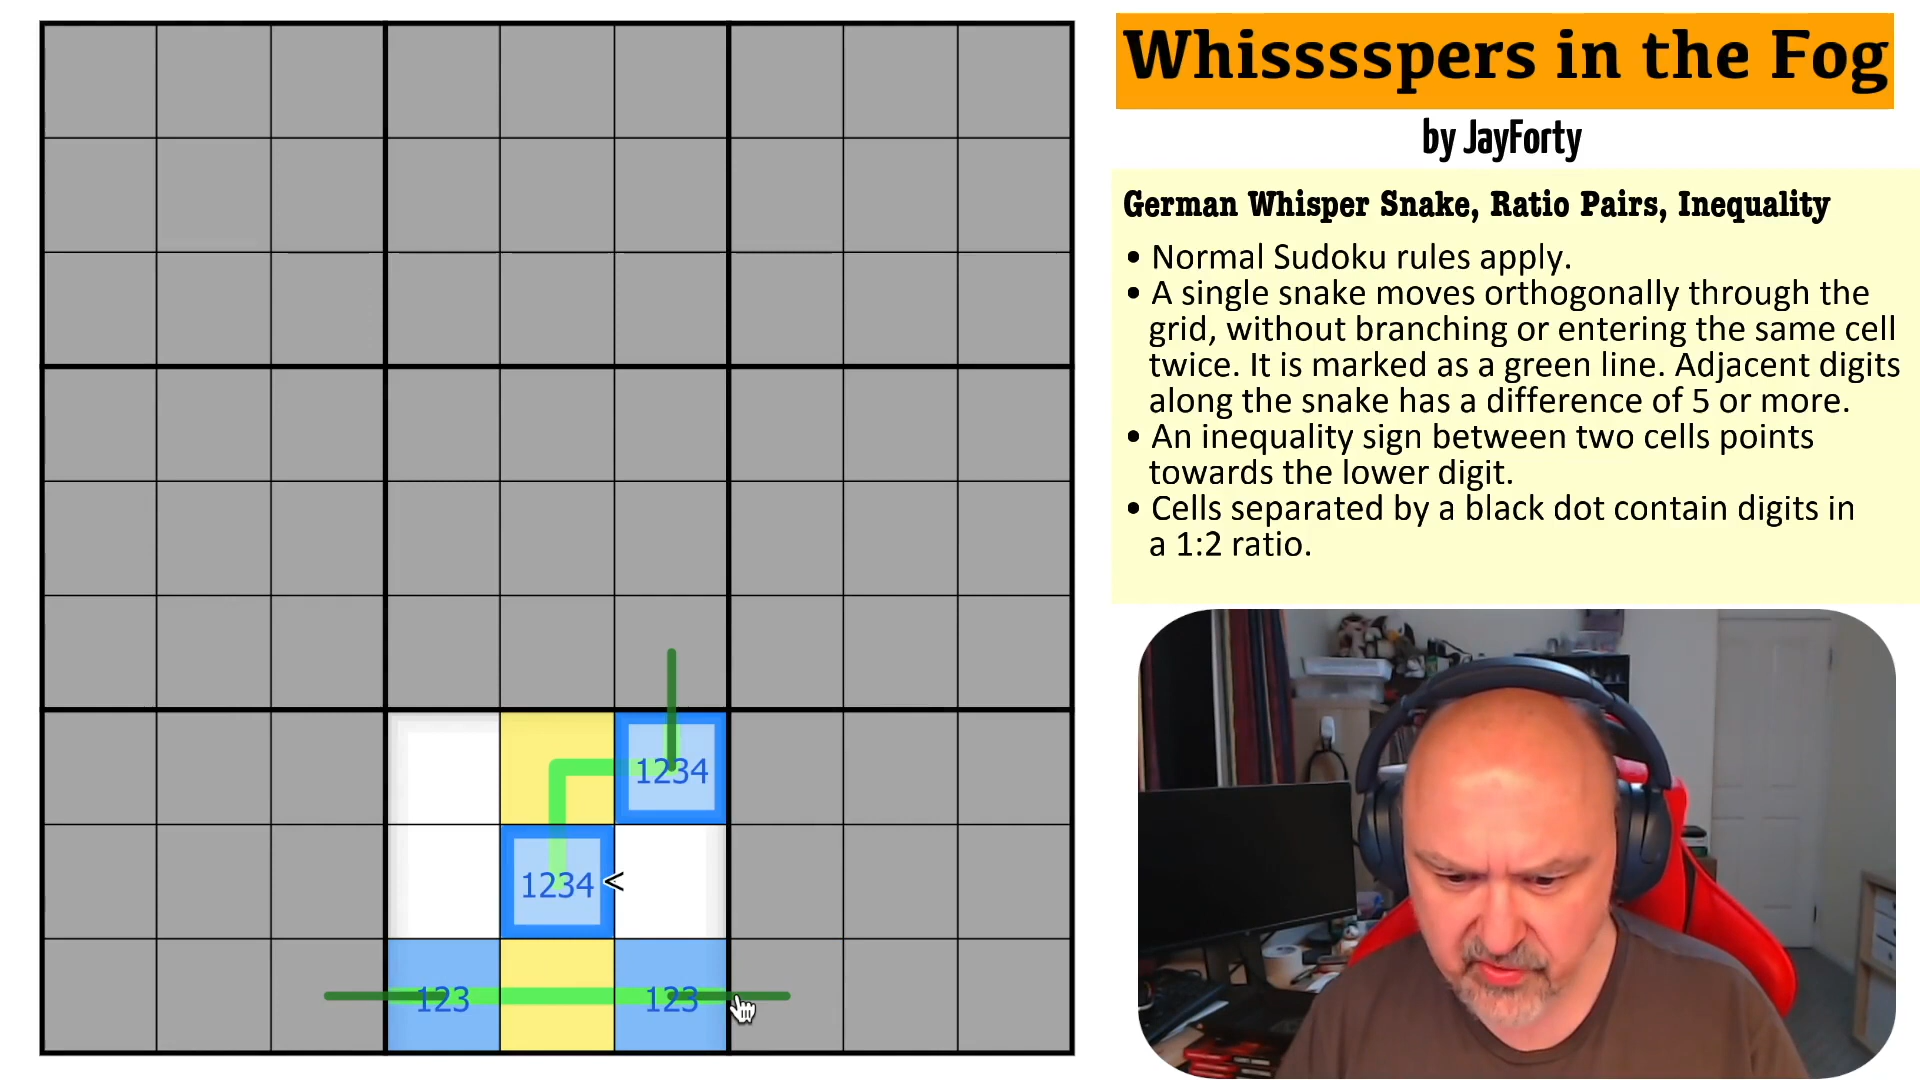 Whisssspers in the Fog
by JayForty
German Whisper Snake, Ratio Pairs, Inequality
• Normal Sudoku rules apply.
• A single snake moves orthogonally through the
grid, without branching or entering the same cell
twice. It is marked as a green line. Adjacent digits
along the snake has a difference of 5 or more.
• An inequality sign between two cells points
towards the lower digit.
• Cells separated by a black dot contain digits in
a 1:2 ratio.
1234
1234 <
123 123